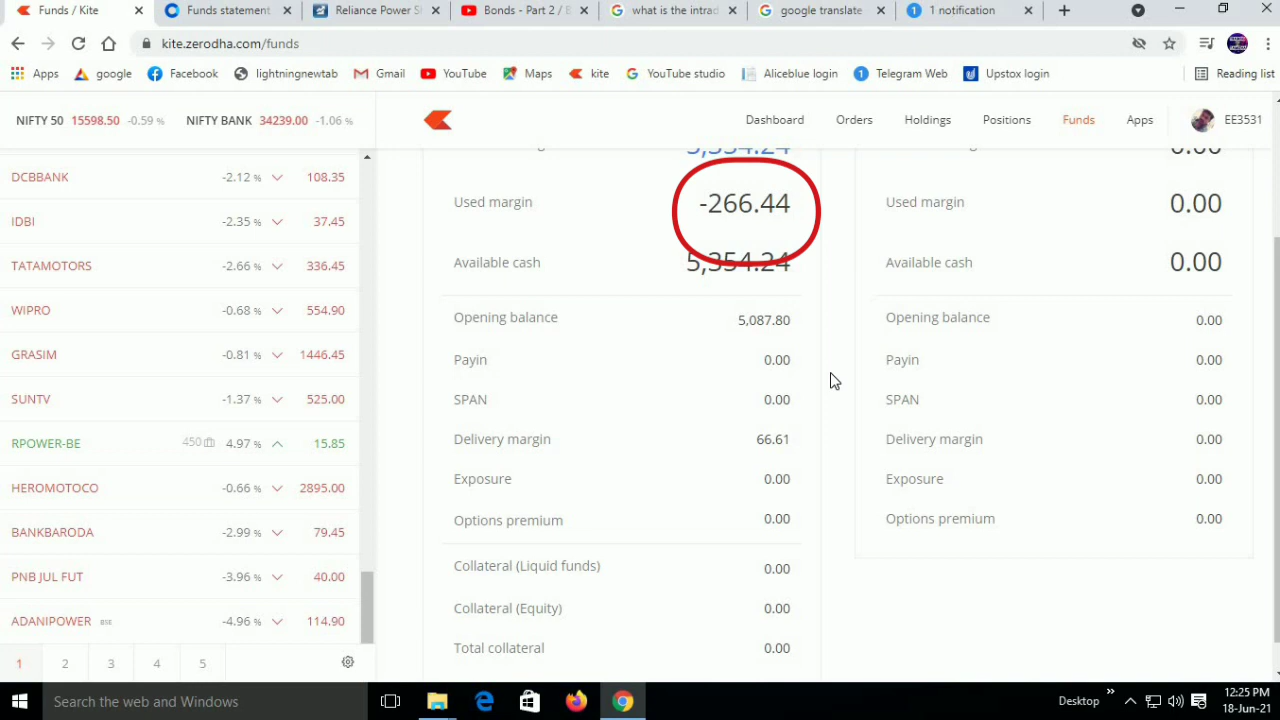 Funds / Kite
Funds statement
Reliance Power S
Bonds - Part 2 / E
what is the intrad
google translate
1 notification
kite.zerodha.com/funds
Apps
google
Facebook
lightningnewtab
Gmail
YouTube
Maps
kite
YouTube studio
Aliceblue login
Telegram Web
Upstox login
Reading list
NIFTY 50 15598.50 -0.59 %
NIFTY BANK 34239.00 -1.06 %
Dashboard
Orders
Holdings
Positions
Funds
Apps
EE3531
DCBBANK -2.12 % 108.35
IDBI -2.35 % 37.45
TATAMOTORS -2.66 % 336.45
WIPRO -0.68 % 554.90
GRASIM -0.81 % 1446.45
SUNTV -1.37 % 525.00
RPOWER-BE 450 4.97 % 15.85
HEROMOTOCO -0.66 % 2895.00
BANKBARODA -2.99 % 79.45
PNB JUL FUT -3.96 % 40.00
ADANIPOWER BSE -4.96 % 114.90
1 2 3 4 5
5,354.24
Used margin -266.44
Available cash 5,354.24
Opening balance 5,087.80
Payin 0.00
SPAN 0.00
Delivery margin 66.61
Exposure 0.00
Options premium 0.00
Collateral (Liquid funds) 0.00
Collateral (Equity) 0.00
Total collateral 0.00
0.00
Used margin 0.00
Available cash 0.00
Opening balance 0.00
Payin 0.00
SPAN 0.00
Delivery margin 0.00
Exposure 0.00
Options premium 0.00
Search the web and Windows
Desktop
12:25 PM
18-Jun-21